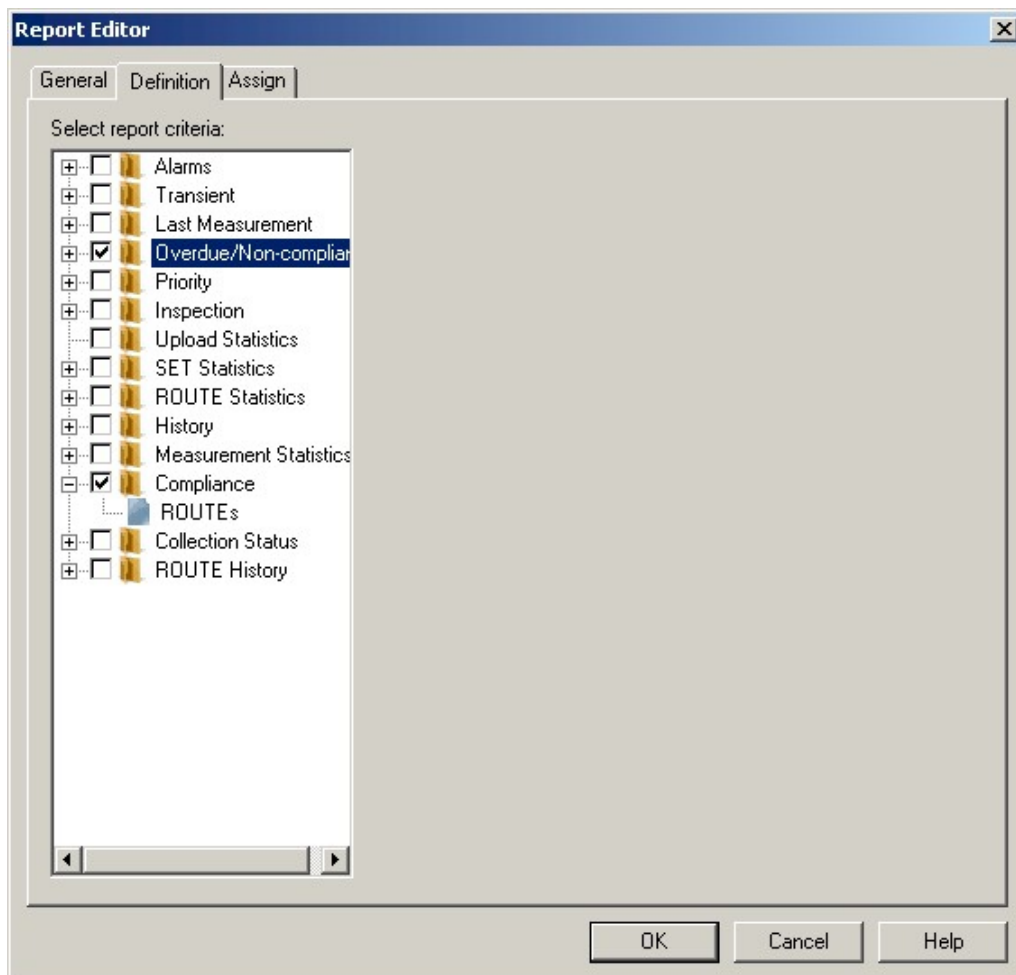 Report Editor
General Definition Assign
Select report criteria:
Alarms
Transient
Last Measurement
Overdue/Non-complian
Priority
Inspection
Upload Statistics
SET Statistics
ROUTE Statistics
History
Measurement Statistics
Compliance
ROUTEs
Collection Status
ROUTE History
OK Cancel Help